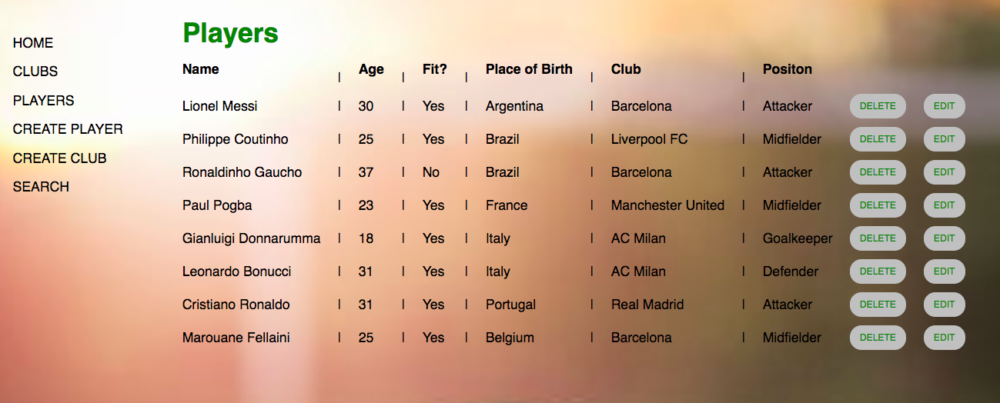 HOME
CLUBS
PLAYERS
CREATE PLAYER
CREATE CLUB
SEARCH
Players
Name | Age | Fit? | Place of Birth | Club | Positon
Lionel Messi | 30 | Yes | Argentina | Barcelona | Attacker DELETE EDIT
Philippe Coutinho | 25 | Yes | Brazil | Liverpool FC | Midfielder DELETE EDIT
Ronaldinho Gaucho | 37 | No | Brazil | Barcelona | Attacker DELETE EDIT
Paul Pogba | 23 | Yes | France | Manchester United | Midfielder DELETE EDIT
Gianluigi Donnarumma | 18 | Yes | Italy | AC Milan | Goalkeeper DELETE EDIT
Leonardo Bonucci | 31 | Yes | Italy | AC Milan | Defender DELETE EDIT
Cristiano Ronaldo | 31 | Yes | Portugal | Real Madrid | Attacker DELETE EDIT
Marouane Fellaini | 25 | Yes | Belgium | Barcelona | Midfielder DELETE EDIT